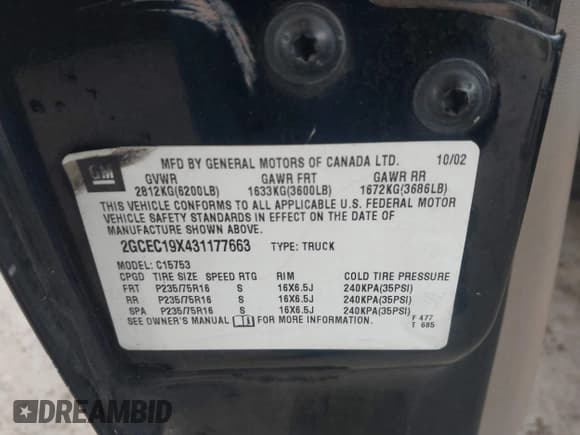 GM
MFD BY GENERAL MOTORS OF CANADA LTD. 10/02
GVWR GAWR FRT GAWR RR
2812KG(6200LB) 1633KG(3600LB) 1672KG(3686LB)
THIS VEHICLE CONFORMS TO ALL APPLICABLE U.S. FEDERAL MOTOR
VEHICLE SAFETY STANDARDS IN EFFECT ON THE DATE OF
MANUFACTURE SHOWN ABOVE.
2GCEC19X431177663 TYPE: TRUCK
MODEL: C15753
CPGD TIRE SIZE SPEED RTG RIM COLD TIRE PRESSURE
FRT P235/75R16 S 16X6.5J 240KPA(35PSI)
RR P235/75R16 S 16X6.5J 240KPA(35PSI)
SPA P235/75R16 S 16X6.5J 240KPA(35PSI)
SEE OWNER'S MANUAL FOR MORE INFORMATION.
F 477
T 685
DREAMBID